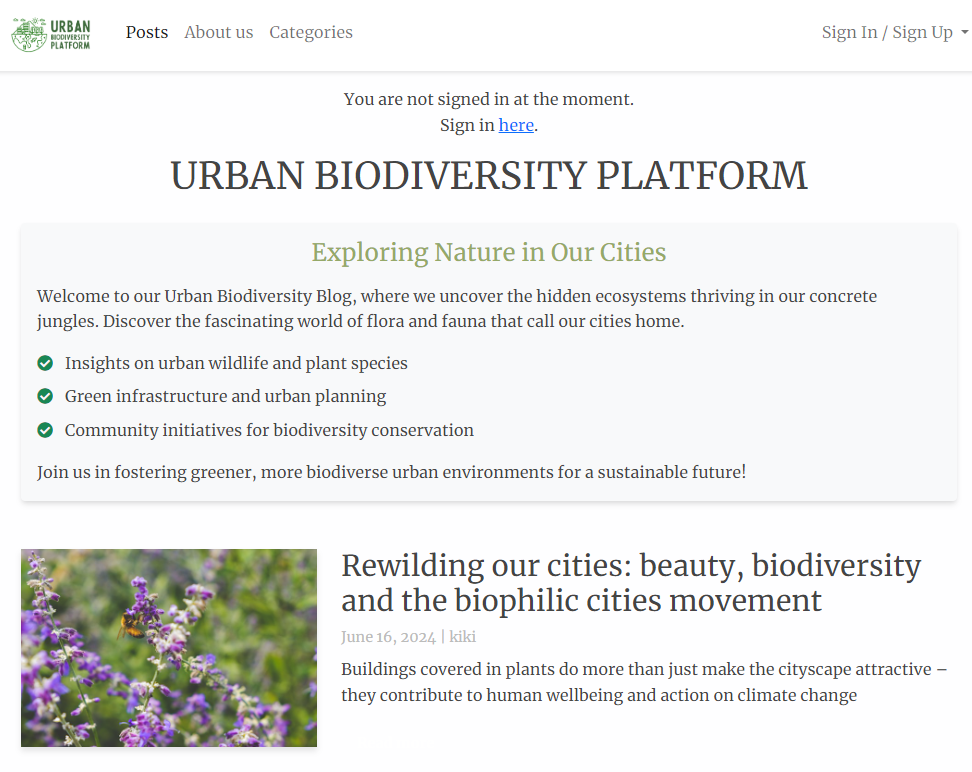 URBAN
BIODIVERSITY
PLATFORM
Posts About us Categories Sign In / Sign Up
You are not signed in at the moment.
Sign in here.
URBAN BIODIVERSITY PLATFORM
Exploring Nature in Our Cities
Welcome to our Urban Biodiversity Blog, where we uncover the hidden ecosystems thriving in our concrete
jungles. Discover the fascinating world of flora and fauna that call our cities home.
Insights on urban wildlife and plant species
Green infrastructure and urban planning
Community initiatives for biodiversity conservation
Join us in fostering greener, more biodiverse urban environments for a sustainable future!
Rewilding our cities: beauty, biodiversity
and the biophilic cities movement
June 16, 2024 | kiki
Buildings covered in plants do more than just make the cityscape attractive –
they contribute to human wellbeing and action on climate change